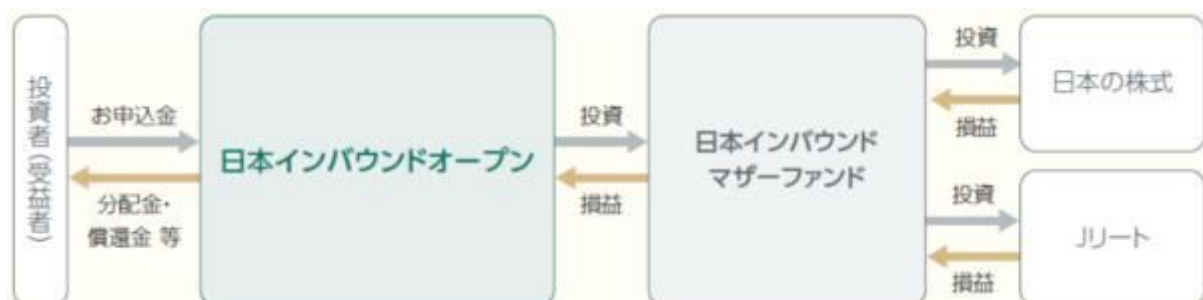 投資者(受益者)
お申込金
分配金・
償還金 等
日本インバウンドオープン
投資
損益
日本インバウンド
マザーファンド
投資
損益
日本の株式
投資
損益
Jリート